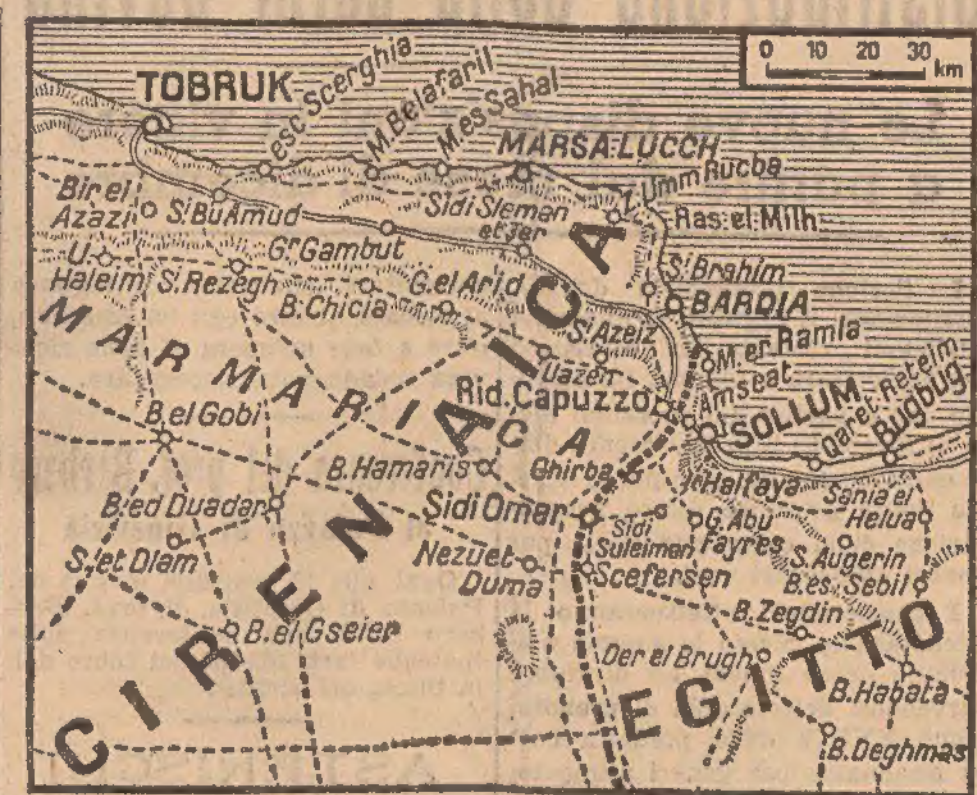 0 10 20 30
km
TOBRUK
esc Scerghia
M. Belafaril
M. es Sahal
MARSA-LUCCH
Umm Rucba
Ras el Milh
Bir el
Azazi
S. Bu Amud
Sidi Sleman
et Jer
S. Brahim
BARDIA
U.
Haleim
S. Rezegh
Gr. Gambut
B. Chicia
G. el Arid
S. Azeiz
Uazen
M. er Ramla
Amseat
Rid. Capuzzo
SOLLUM
Qaret Reteim
Bugbug
MARMARICA
B. el Gobi
B. Hamaris
Ghirba
Halfaya
Sania el
Helua
B. ed Duadar
Sidi Omar
Sidi
Suleiman
G. Abu
Fayres
S. Augerin
S. et Dlam
Nezuet
Duma
Scefersen
B. es Sebil
B. Zegdin
B. el Gseier
Der el Brugh
B. Habata
B. Deghmas
CIRENAICA
EGITTO